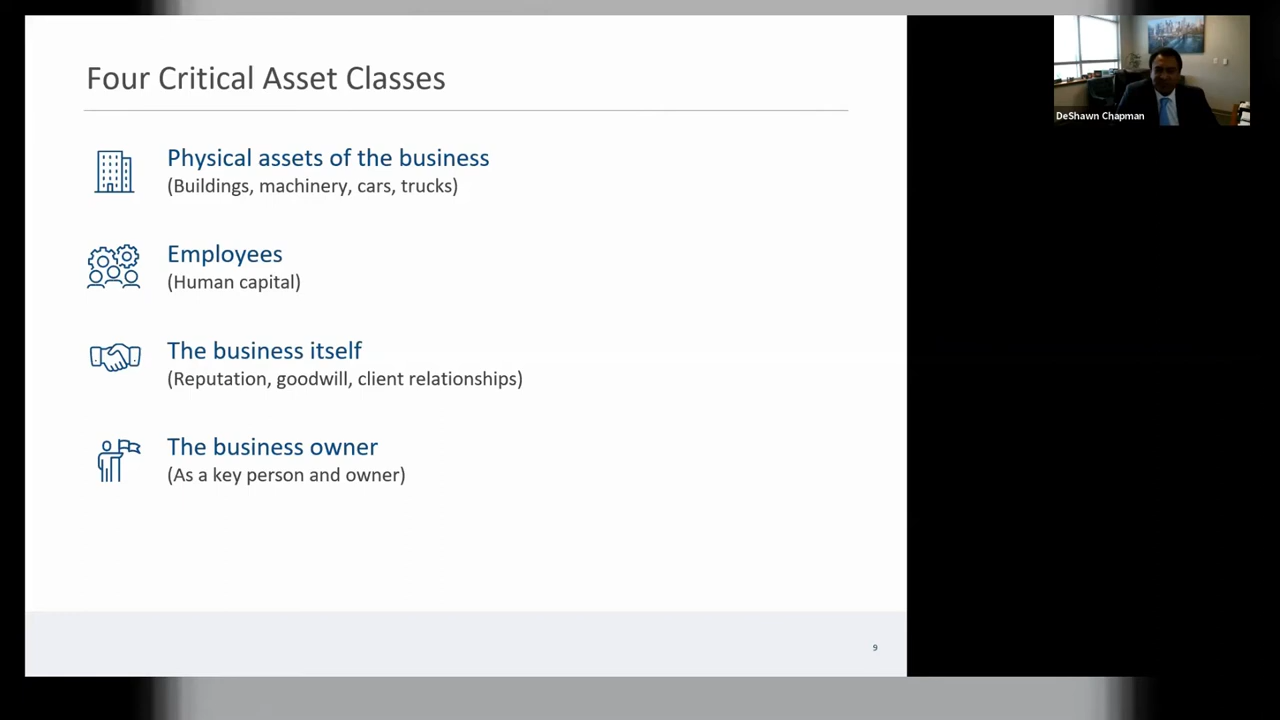 Four Critical Asset Classes
Physical assets of the business
(Buildings, machinery, cars, trucks)
Employees
(Human capital)
The business itself
(Reputation, goodwill, client relationships)
The business owner
(As a key person and owner)
9
DeShawn Chapman